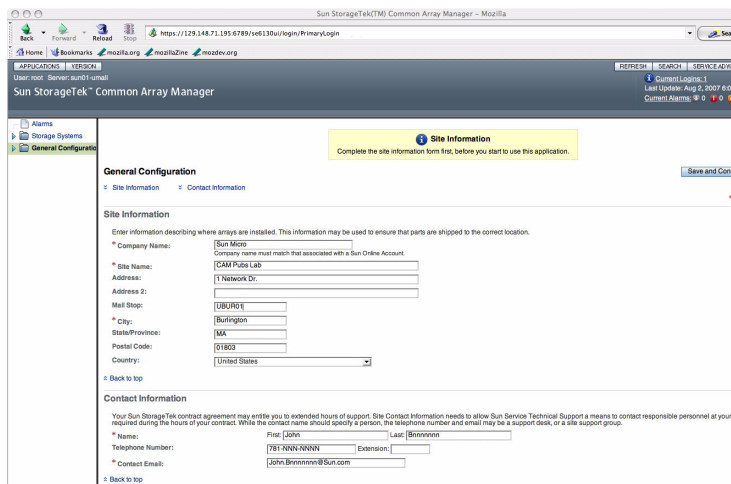 Sun StorageTek(TM) Common Array Manager – Mozilla
Back Forward Reload Stop https://129.148.71.195:6789/se6130ui/login/PrimaryLogin
Home Bookmarks mozilla.org mozillaZine mozdev.org
APPLICATIONS VERSION REFRESH SEARCH
User: root Server: sun01-umall
Current Logins: 1
Sun StorageTek™ Common Array Manager
Last Update: Aug 2, 2007
Current Alarms: 0 0
Alarms
Storage Systems
General Configuratio
Site Information
Complete the site information form first, before you start to use this application.
General Configuration
Save and Con
Site Information Contact Information
*
Site Information
Enter information describing where arrays are installed. This information may be used to ensure that parts are shipped to the correct location.
* Company Name: Sun Micro
Company name must match that associated with a Sun Online Account.
* Site Name: CAM Pubs Lab
Address: 1 Network Dr.
Address 2:
Mail Stop: UBUR01
* City: Burlington
State/Province: MA
Postal Code: 01803
Country: United States
Back to top
Contact Information
Your Sun StorageTek contract agreement may entitle you to extended hours of support. Site Contact Information needs to allow Sun Service Technical Support a means to contact responsible personnel at your
required during the hours of your contract. While the contact name should specify a person, the telephone number and email may be a support desk, or a site support group.
* Name: First: John Last: Bnnnnnnn
Telephone Number: 781-NNN-NNNN Extension:
* Contact Email: John.Bnnnnnnn@Sun.com
Back to top